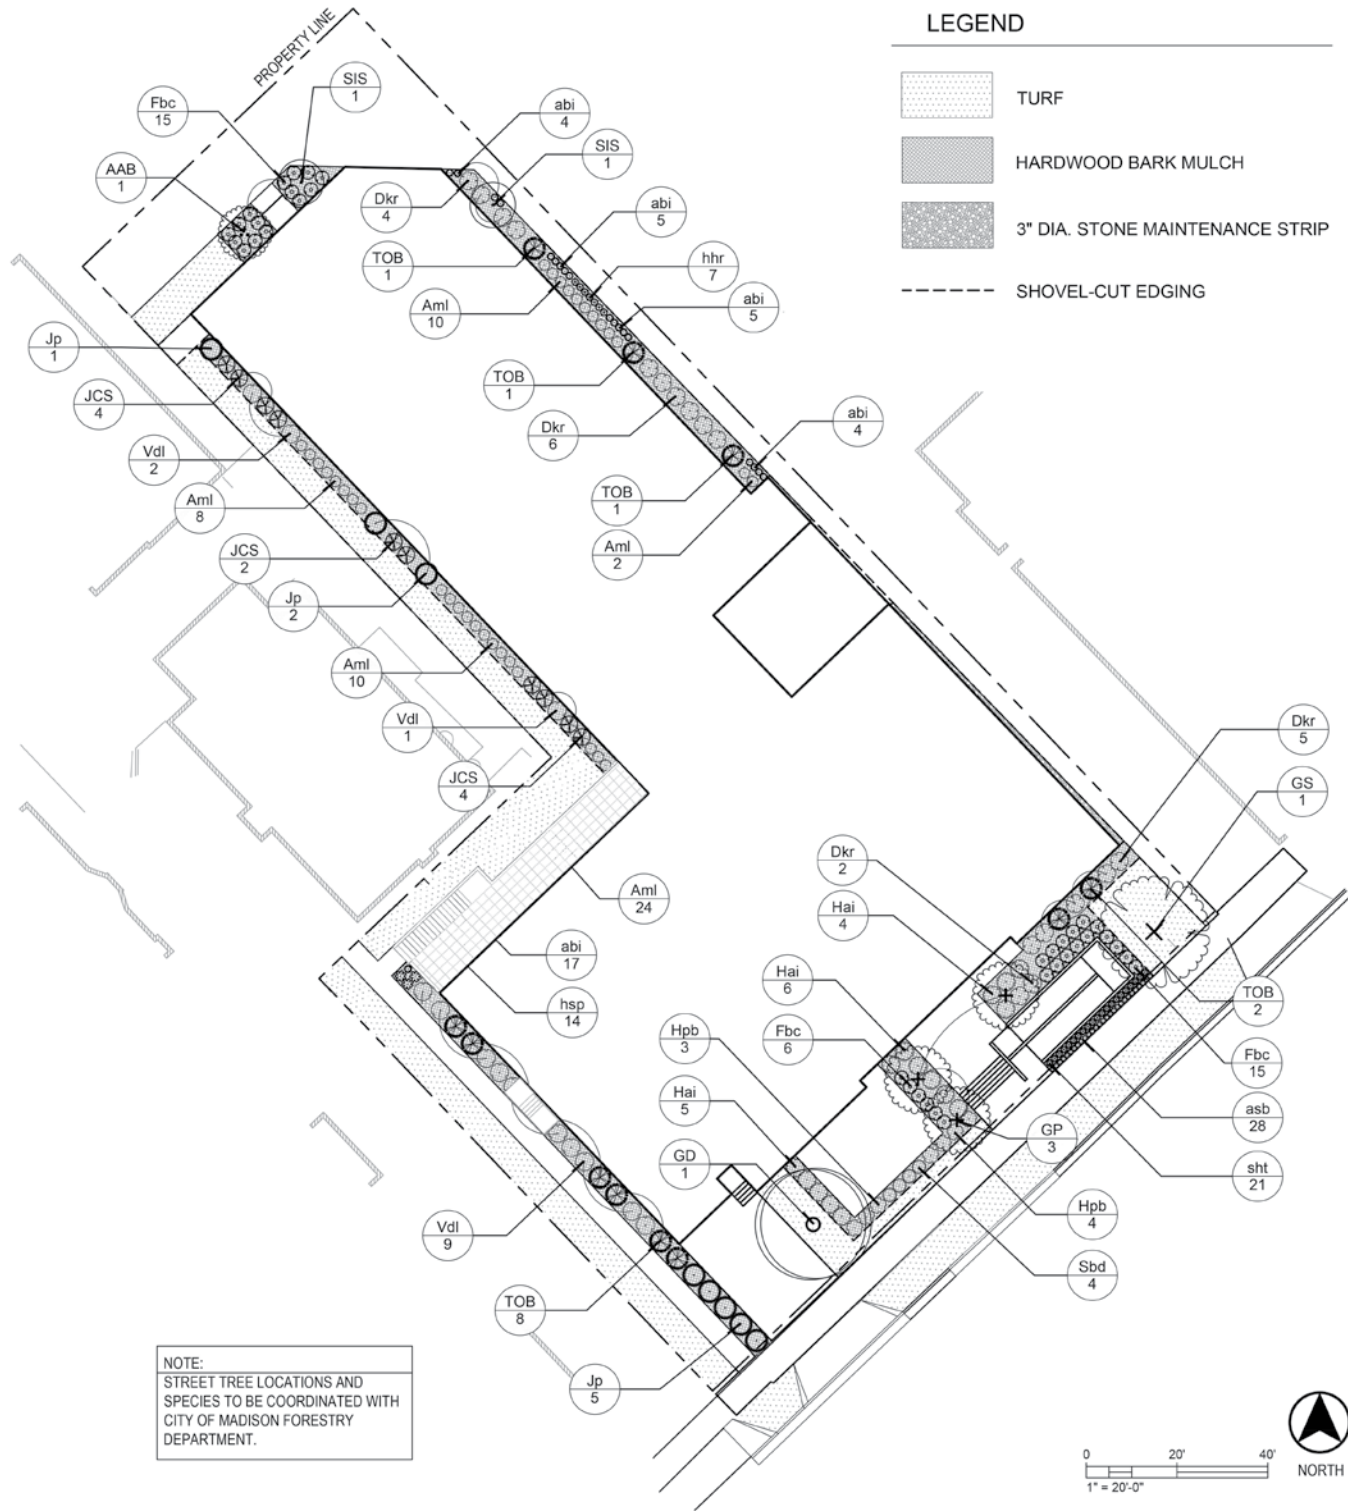 LEGEND
TURF
HARDWOOD BARK MULCH
3" DIA. STONE MAINTENANCE STRIP
SHOVEL-CUT EDGING
PROPERTY LINE
SIS
1
Fbc
15
abi
4
SIS
1
AAB
1
Dkr
4
abi
5
TOB
1
hhr
7
Aml
10
abi
5
Jp
1
TOB
1
JCS
4
Dkr
6
abi
4
Vdl
2
Aml
8
TOB
1
JCS
2
Aml
2
Jp
2
Aml
10
Vdl
1
Dkr
5
JCS
4
GS
1
Dkr
2
Aml
24
Hai
4
abi
17
Hai
6
TOB
2
hsp
14
Hpb
3
Fbc
6
Fbc
15
Hai
5
asb
28
GD
1
GP
3
sht
21
Hpb
4
Vdl
9
Sbd
4
TOB
8
Jp
5
NOTE:
STREET TREE LOCATIONS AND
SPECIES TO BE COORDINATED WITH
CITY OF MADISON FORESTRY
DEPARTMENT.
0 20' 40'
1" = 20'-0"
NORTH